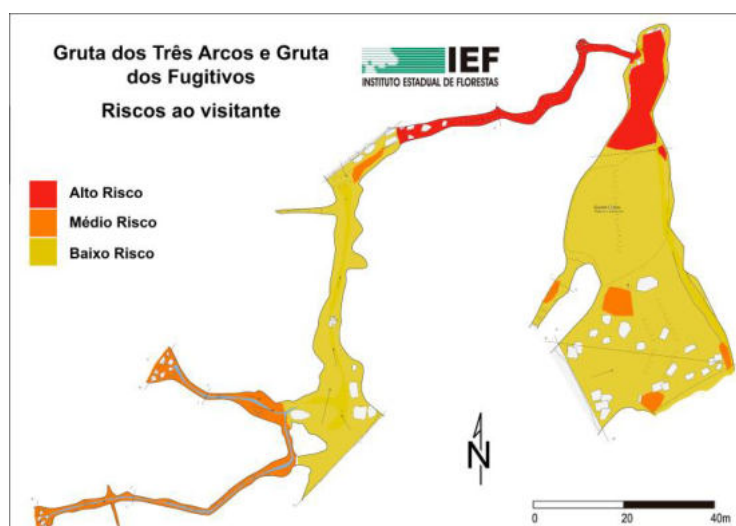 Gruta dos Três Arcos e Gruta
dos Fugitivos
Riscos ao visitante
IEF
INSTITUTO ESTADUAL DE FLORESTAS
Alto Risco
Médio Risco
Baixo Risco
N
0 20 40m